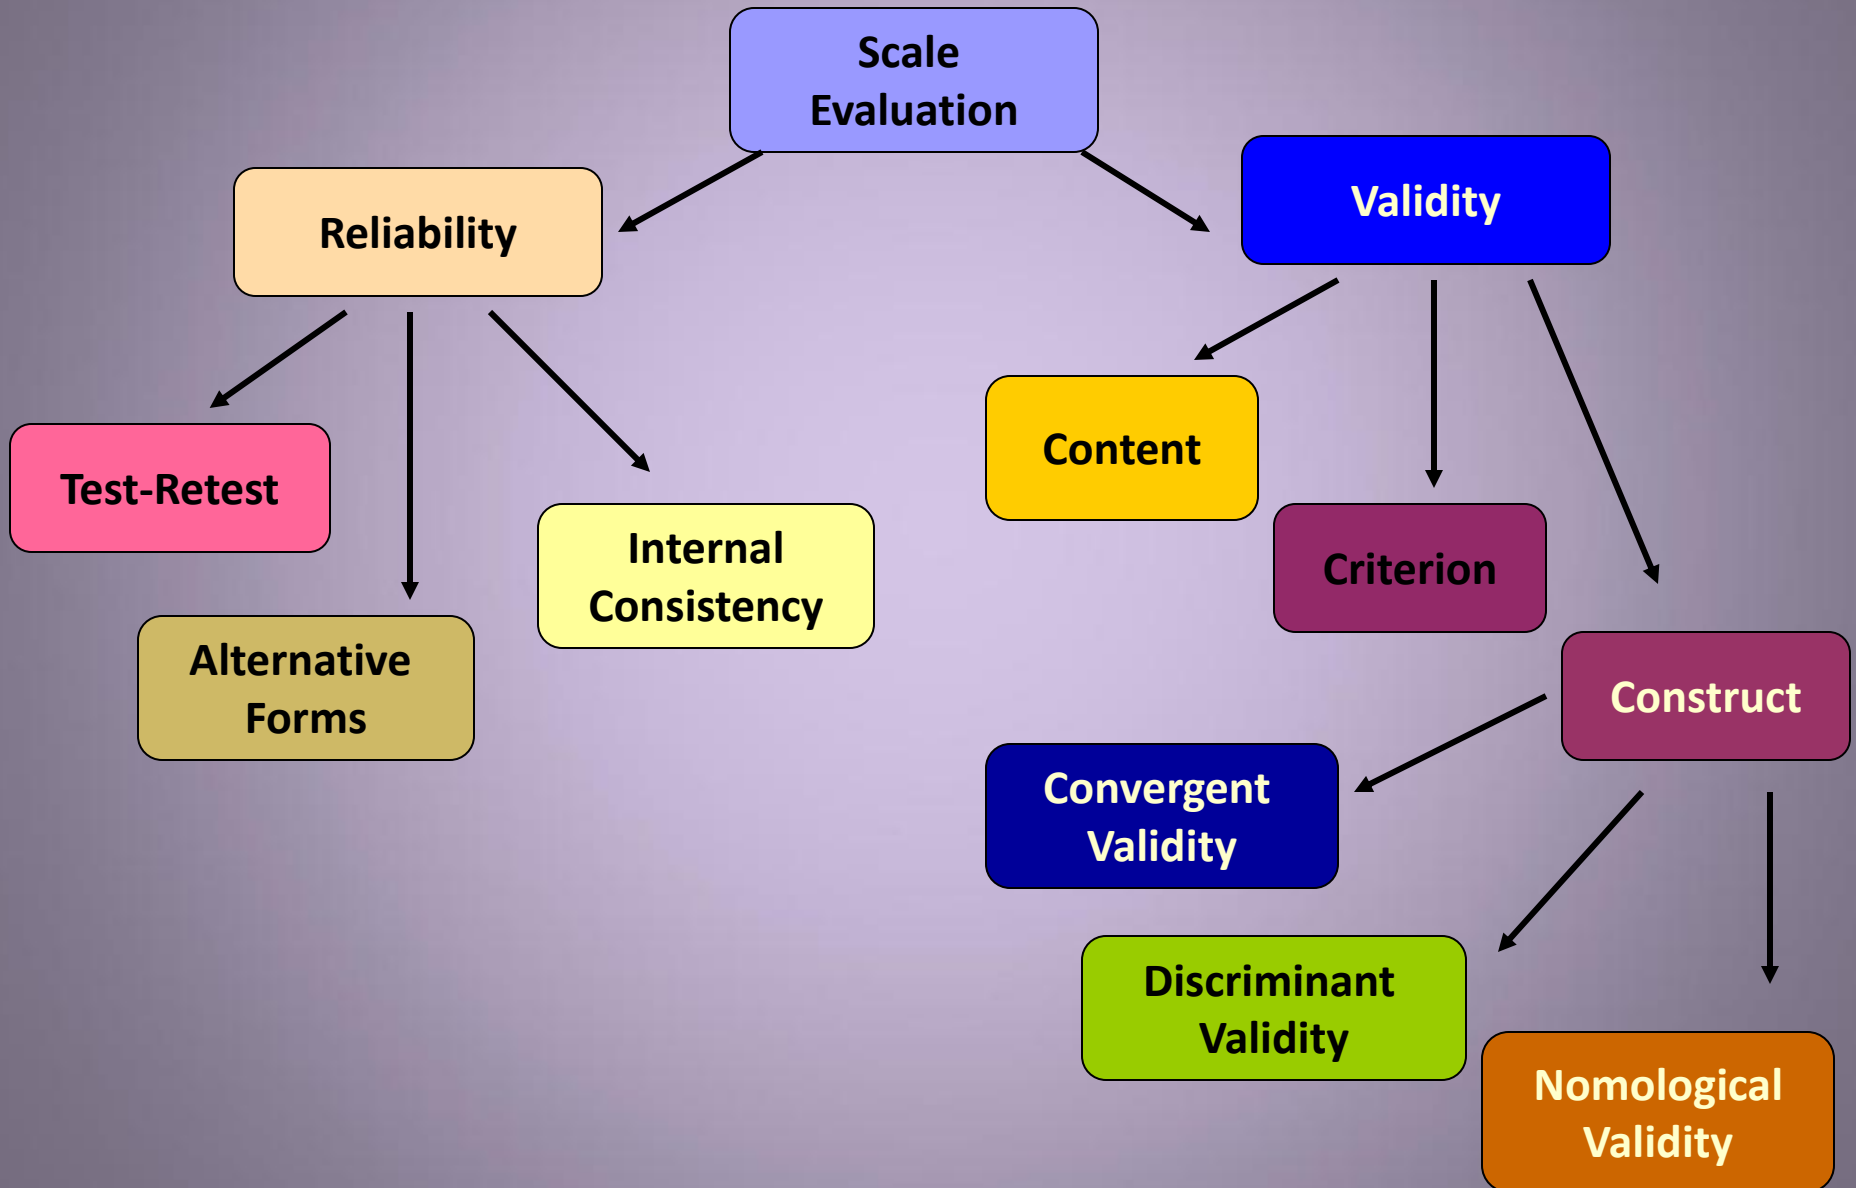 Scale
Evaluation
Reliability
Validity
Test-Retest
Alternative
Forms
Internal
Consistency
Content
Criterion
Construct
Convergent
Validity
Discriminant
Validity
Nomological
Validity